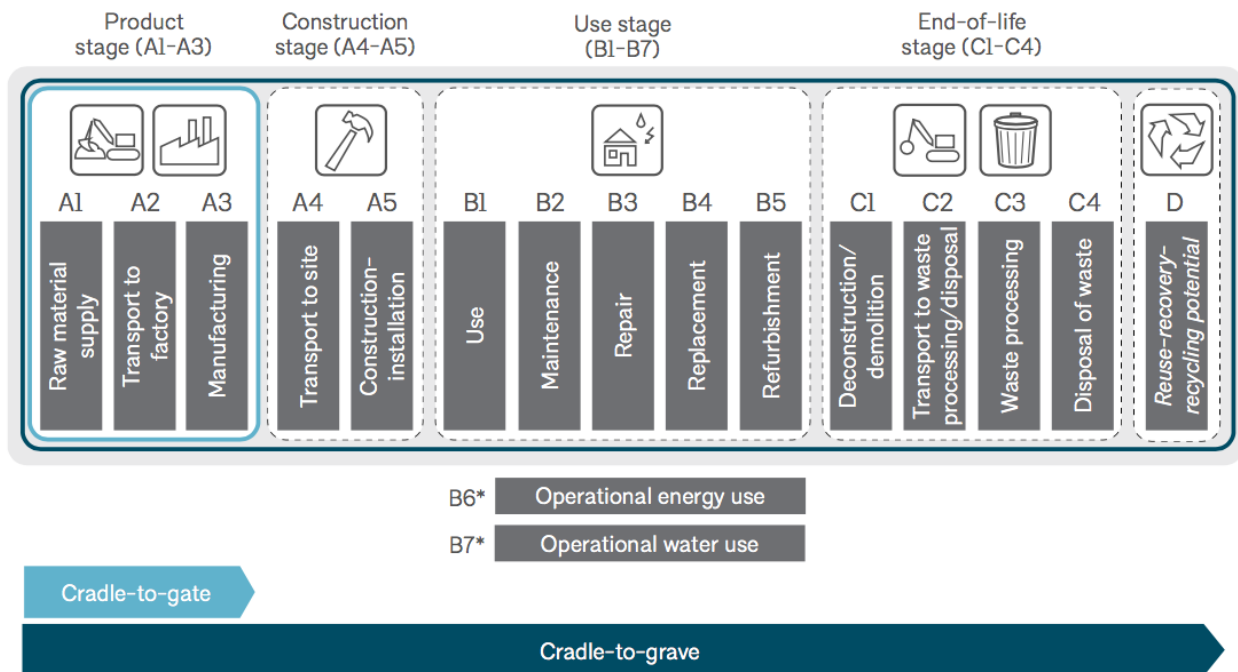 Product
stage (A1-A3)
Construction
stage (A4-A5)
Use stage
(B1-B7)
End-of-life
stage (C1-C4)
A1
A2
A3
A4
A5
B1
B2
B3
B4
B5
C1
C2
C3
C4
D
Raw material
supply
Transport to
factory
Manufacturing
Transport to site
Construction-
installation
Use
Maintenance
Repair
Replacement
Refurbishment
Deconstruction/
demolition
Transport to waste
processing/disposal
Waste processing
Disposal of waste
Reuse-recovery-
recycling potential
B6* Operational energy use
B7* Operational water use
Cradle-to-gate
Cradle-to-grave